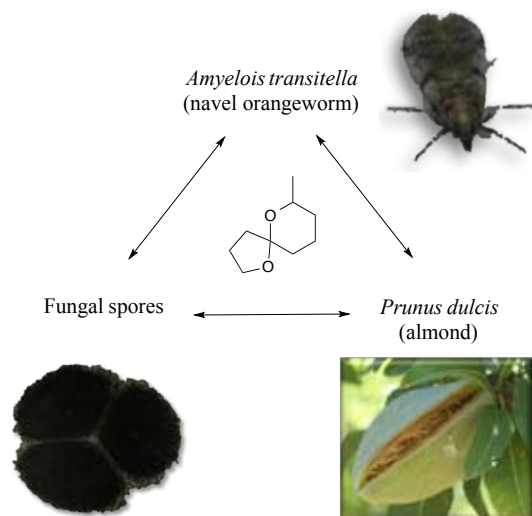 Amyelois transitella
(navel orangeworm)
O
O
Fungal spores
Prunus dulcis
(almond)